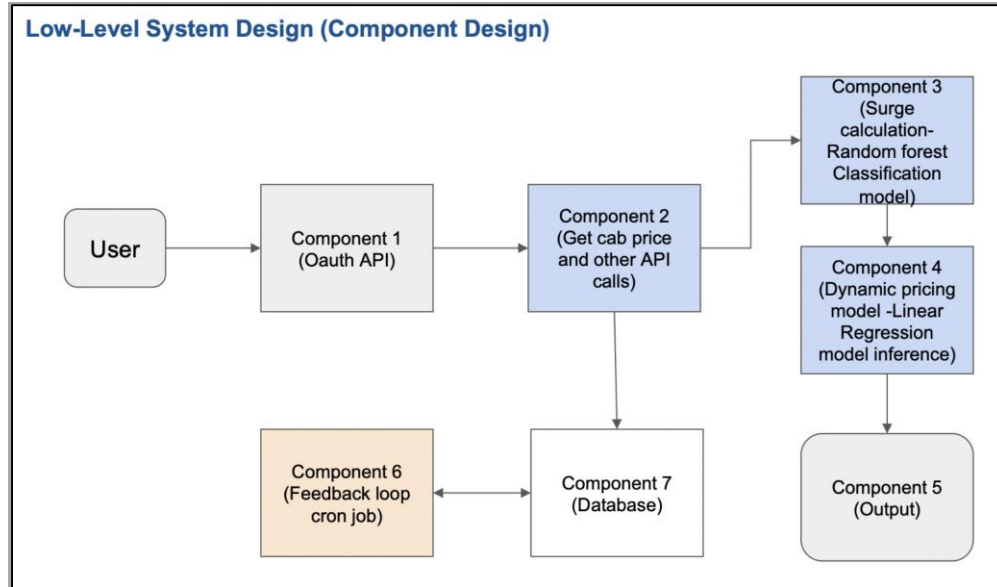 Low-Level System Design (Component Design)
User
Component 1
(Oauth API)
Component 2
(Get cab price
and other API
calls)
Component 3
(Surge
calculation-
Random forest
Classification
model)
Component 4
(Dynamic pricing
model -Linear
Regression
model inference)
Component 5
(Output)
Component 6
(Feedback loop
cron job)
Component 7
(Database)